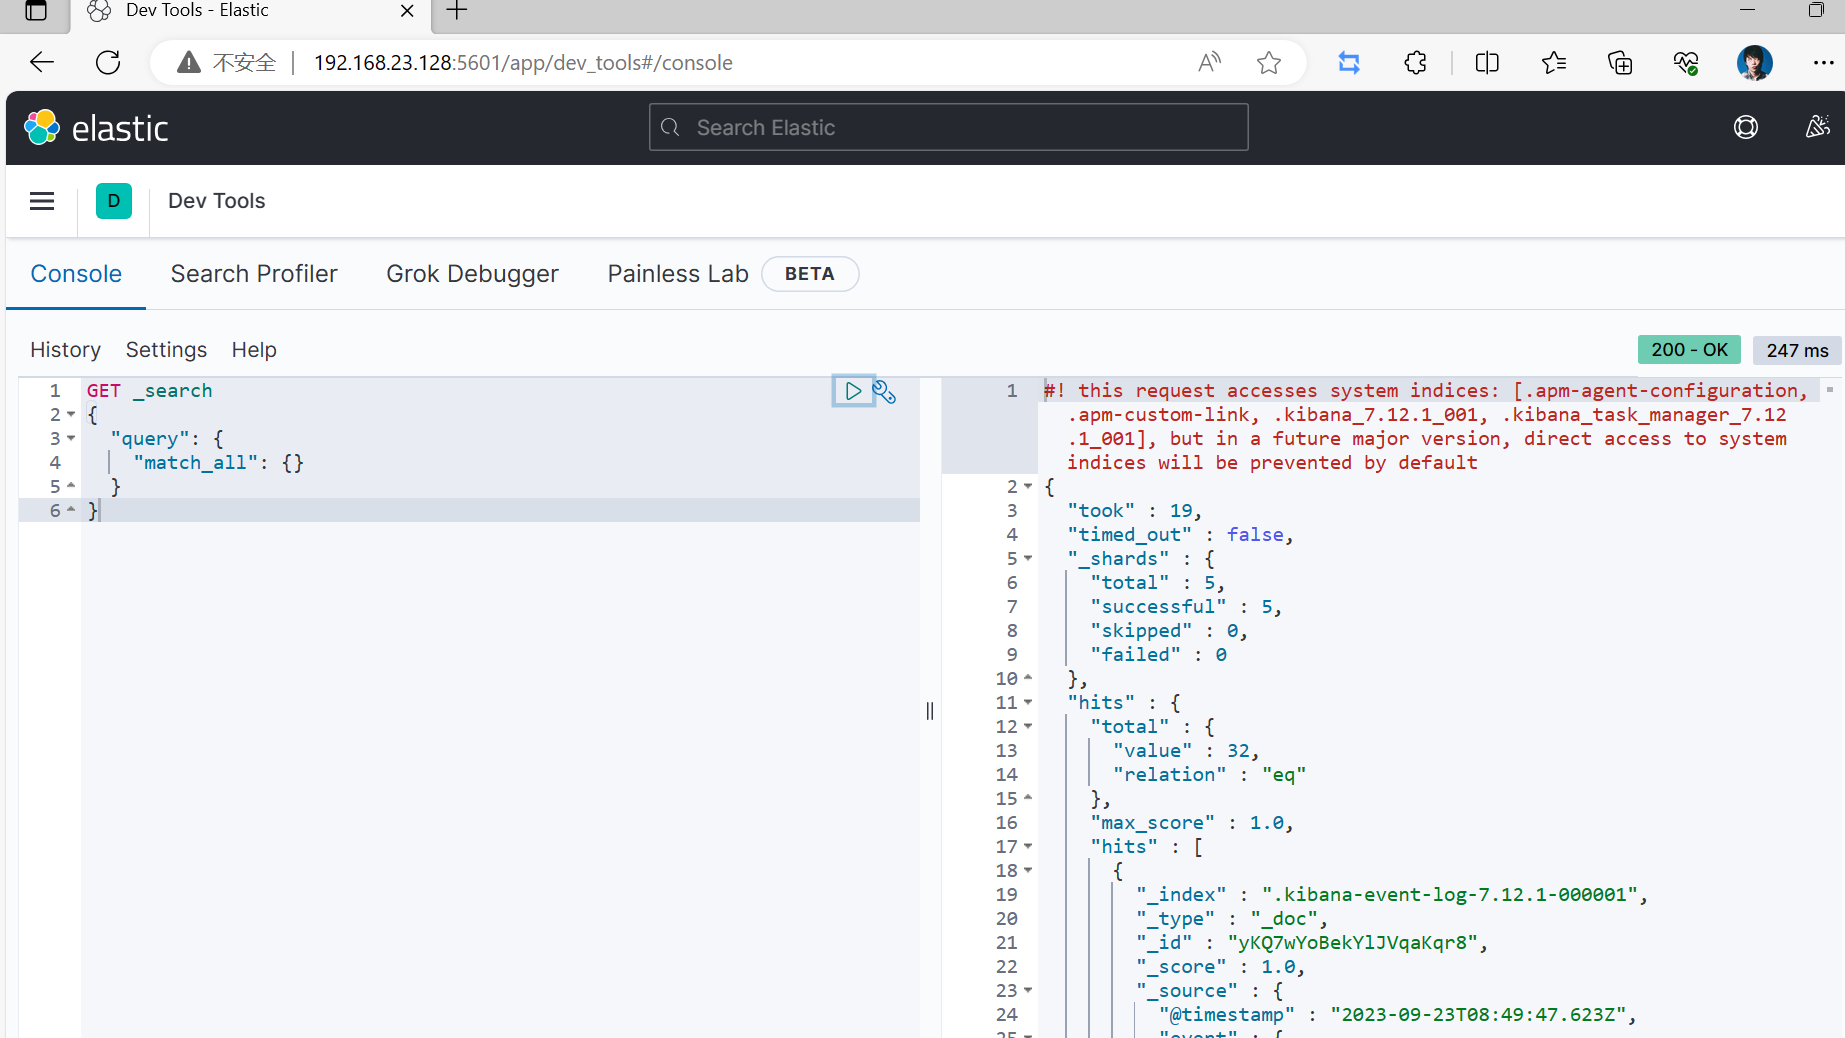 Dev Tools - Elastic
不安全
192.168.23.128:5601/app/dev_tools#/console
elastic
Search Elastic
D
Dev Tools
Console
Search Profiler
Grok Debugger
Painless Lab
BETA
History
Settings
Help
200 - OK
247 ms
1 GET _search
2 {
3 "query": {
4 "match_all": {}
5 }
6 }
1 #! this request accesses system indices: [.apm-agent-configuration,
.apm-custom-link, .kibana_7.12.1_001, .kibana_task_manager_7.12
.1_001], but in a future major version, direct access to system
indices will be prevented by default
2 {
3 "took" : 19,
4 "timed_out" : false,
5 "_shards" : {
6 "total" : 5,
7 "successful" : 5,
8 "skipped" : 0,
9 "failed" : 0
10 },
11 "hits" : {
12 "total" : {
13 "value" : 32,
14 "relation" : "eq"
15 },
16 "max_score" : 1.0,
17 "hits" : [
18 {
19 "_index" : ".kibana-event-log-7.12.1-000001",
20 "_type" : "_doc",
21 "_id" : "yKQ7wYoBekYlJVqaKqr8",
22 "_score" : 1.0,
23 "_source" : {
24 "@timestamp" : "2023-09-23T08:49:47.623Z",
25 "event" : {